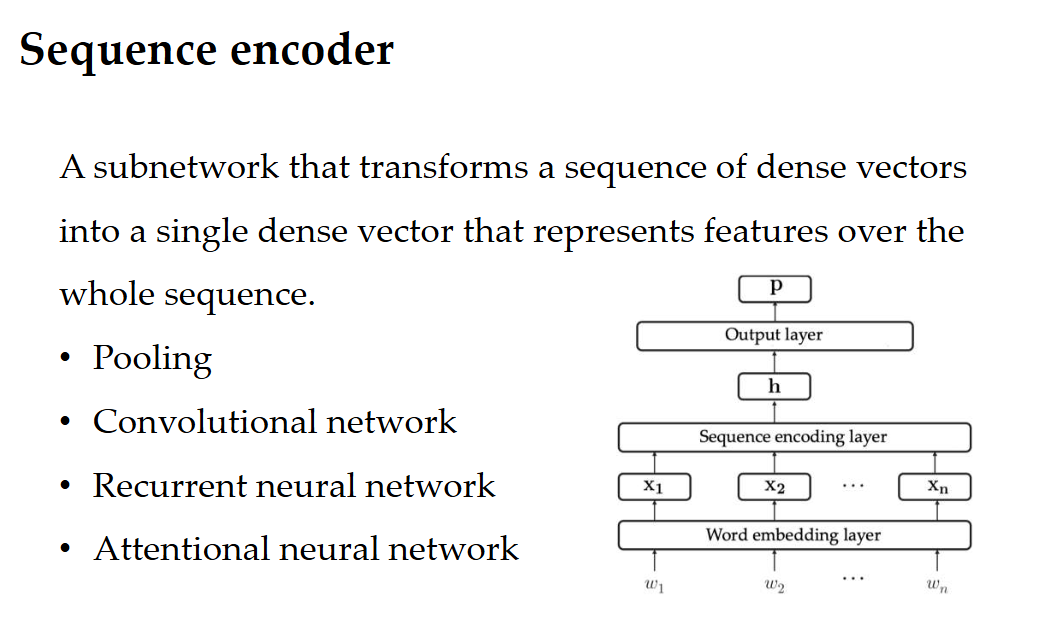 Sequence encoder
A subnetwork that transforms a sequence of dense vectors
into a single dense vector that represents features over the
whole sequence.
• Pooling
• Convolutional network
• Recurrent neural network
• Attentional neural network
p
Output layer
h
Sequence encoding layer
x₁ x₂ ... xₙ
Word embedding layer
w₁ w₂ ... wₙ